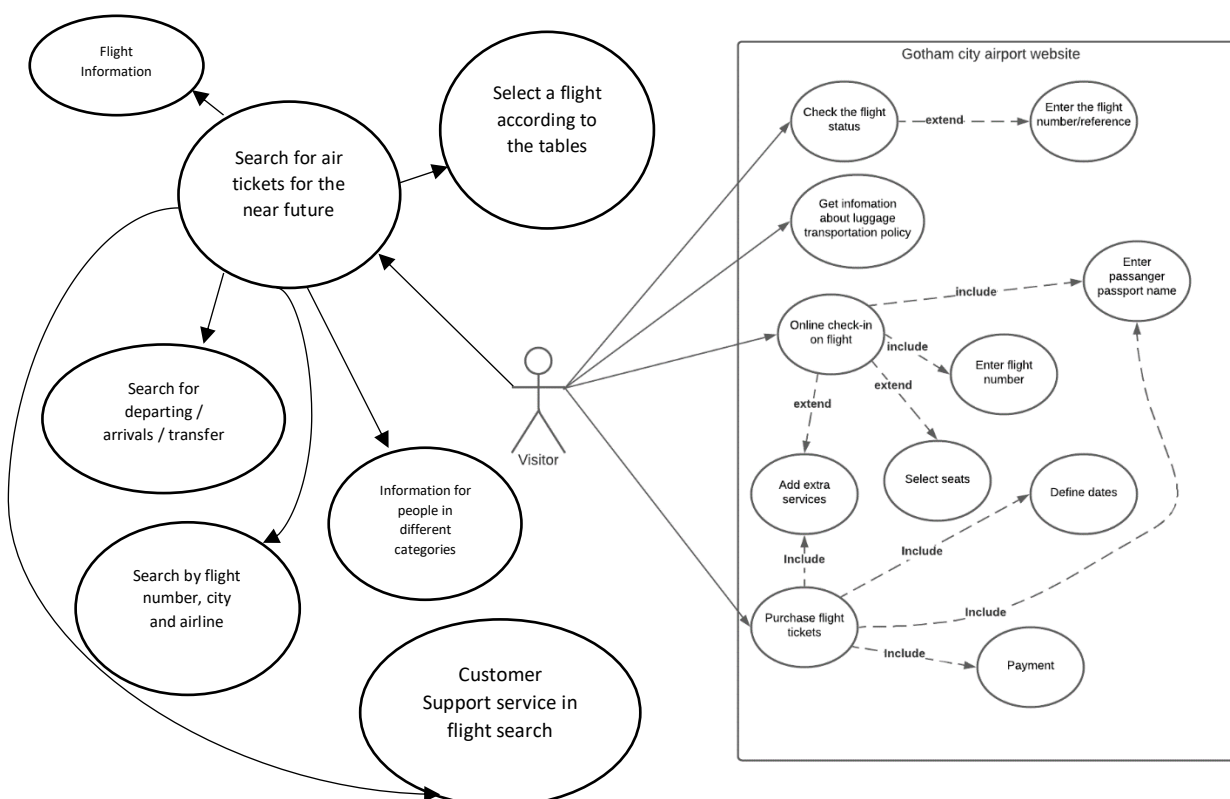 Flight
Information
Search for air
tickets for the
near future
Select a flight
according to
the tables
Search for
departing /
arrivals / transfer
Search by flight
number, city
and airline
Information for
people in
different
categories
Customer
Support service in
flight search
Visitor
Gotham city airport website
Check the flight
status
extend
Enter the flight
number/reference
Get infomation
about luggage
transportation policy
Enter
passanger
passport name
include
Online check-in
on flight
include
Enter flight
number
extend
extend
Add extra
services
Select seats
Define dates
Include
Include
Purchase flight
tickets
Include
Include
Payment